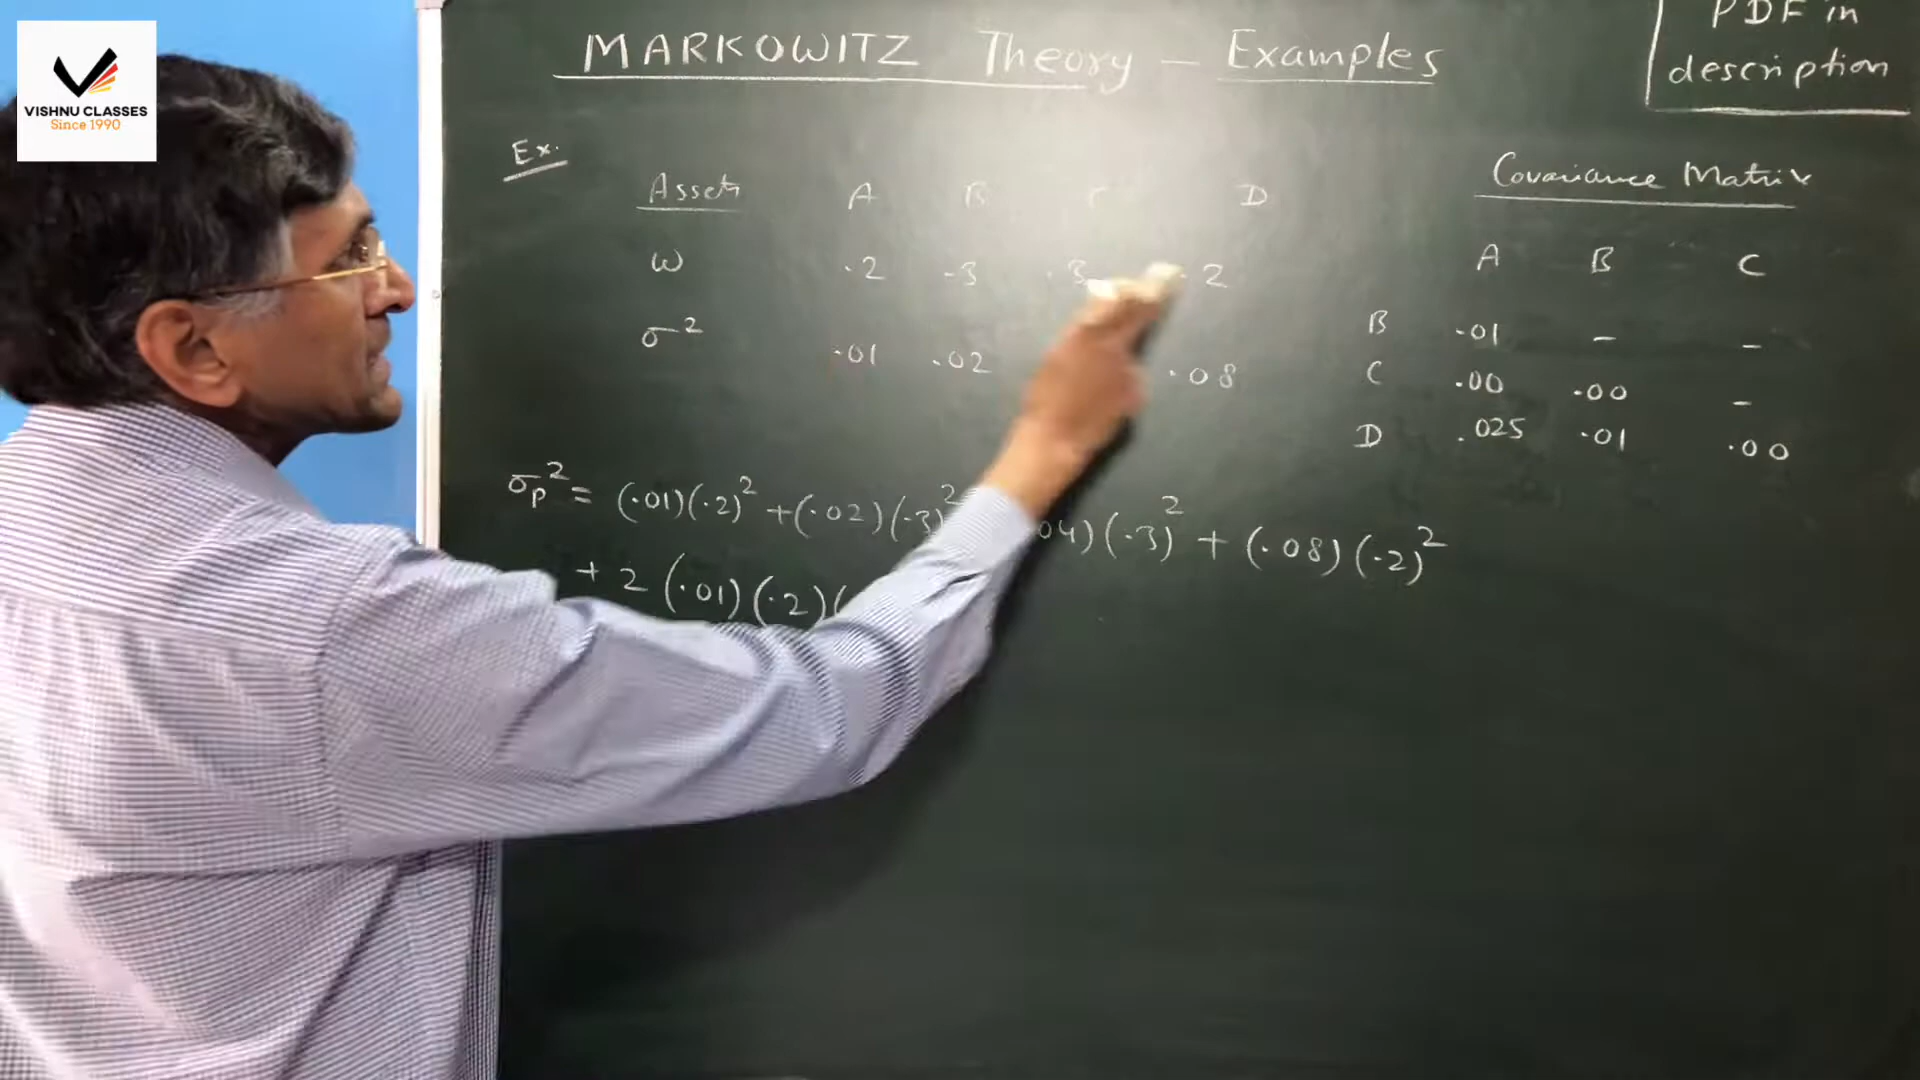 VISHNU CLASSES
Since 1990
MARKOWITZ Theory — Examples
PDF in
description
Ex.
Assets A B C D
W .2 .3 .3 .2
σ² .01 .02 .08
Covariance Matrix
A B C
B .01 – –
C .00 .00 –
D .025 .01 .00
σp² = (.01)(.2)² + (.02)(.3)² 04)(.3)² + (.08)(.2)²
+ 2 (.01)(.2)(